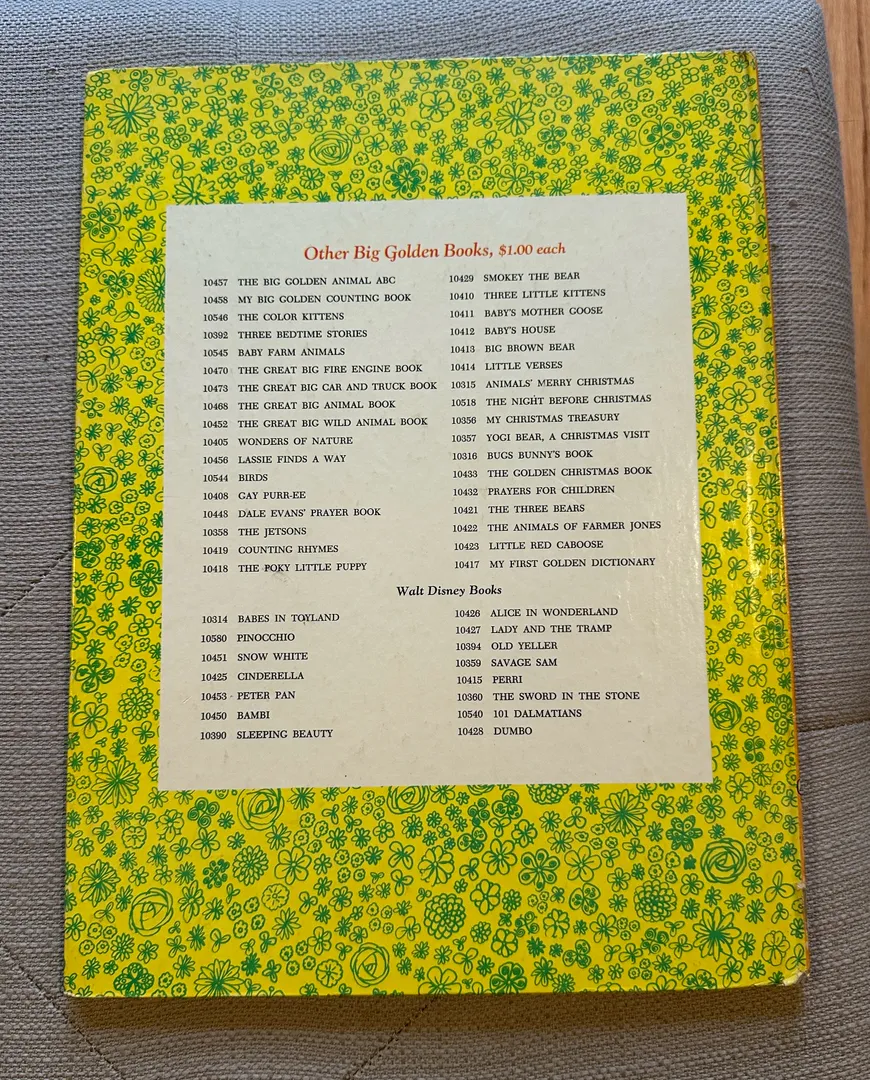 Other Big Golden Books, $1.00 each
10457 THE BIG GOLDEN ANIMAL ABC
10458 MY BIG GOLDEN COUNTING BOOK
10546 THE COLOR KITTENS
10392 THREE BEDTIME STORIES
10545 BABY FARM ANIMALS
10470 THE GREAT BIG FIRE ENGINE BOOK
10473 THE GREAT BIG CAR AND TRUCK BOOK
10468 THE GREAT BIG ANIMAL BOOK
10452 THE GREAT BIG WILD ANIMAL BOOK
10405 WONDERS OF NATURE
10456 LASSIE FINDS A WAY
10544 BIRDS
10408 GAY PURR-EE
10448 DALE EVANS' PRAYER BOOK
10358 THE JETSONS
10419 COUNTING RHYMES
10418 THE POKY LITTLE PUPPY
10429 SMOKEY THE BEAR
10410 THREE LITTLE KITTENS
10411 BABY'S MOTHER GOOSE
10412 BABY'S HOUSE
10413 BIG BROWN BEAR
10414 LITTLE VERSES
10315 ANIMALS' MERRY CHRISTMAS
10518 THE NIGHT BEFORE CHRISTMAS
10356 MY CHRISTMAS TREASURY
10357 YOGI BEAR, A CHRISTMAS VISIT
10316 BUGS BUNNY'S BOOK
10433 THE GOLDEN CHRISTMAS BOOK
10432 PRAYERS FOR CHILDREN
10421 THE THREE BEARS
10422 THE ANIMALS OF FARMER JONES
10423 LITTLE RED CABOOSE
10417 MY FIRST GOLDEN DICTIONARY
Walt Disney Books
10314 BABES IN TOYLAND
10580 PINOCCHIO
10451 SNOW WHITE
10425 CINDERELLA
10453 PETER PAN
10450 BAMBI
10390 SLEEPING BEAUTY
10426 ALICE IN WONDERLAND
10427 LADY AND THE TRAMP
10394 OLD YELLER
10359 SAVAGE SAM
10415 PERRI
10360 THE SWORD IN THE STONE
10540 101 DALMATIANS
10428 DUMBO